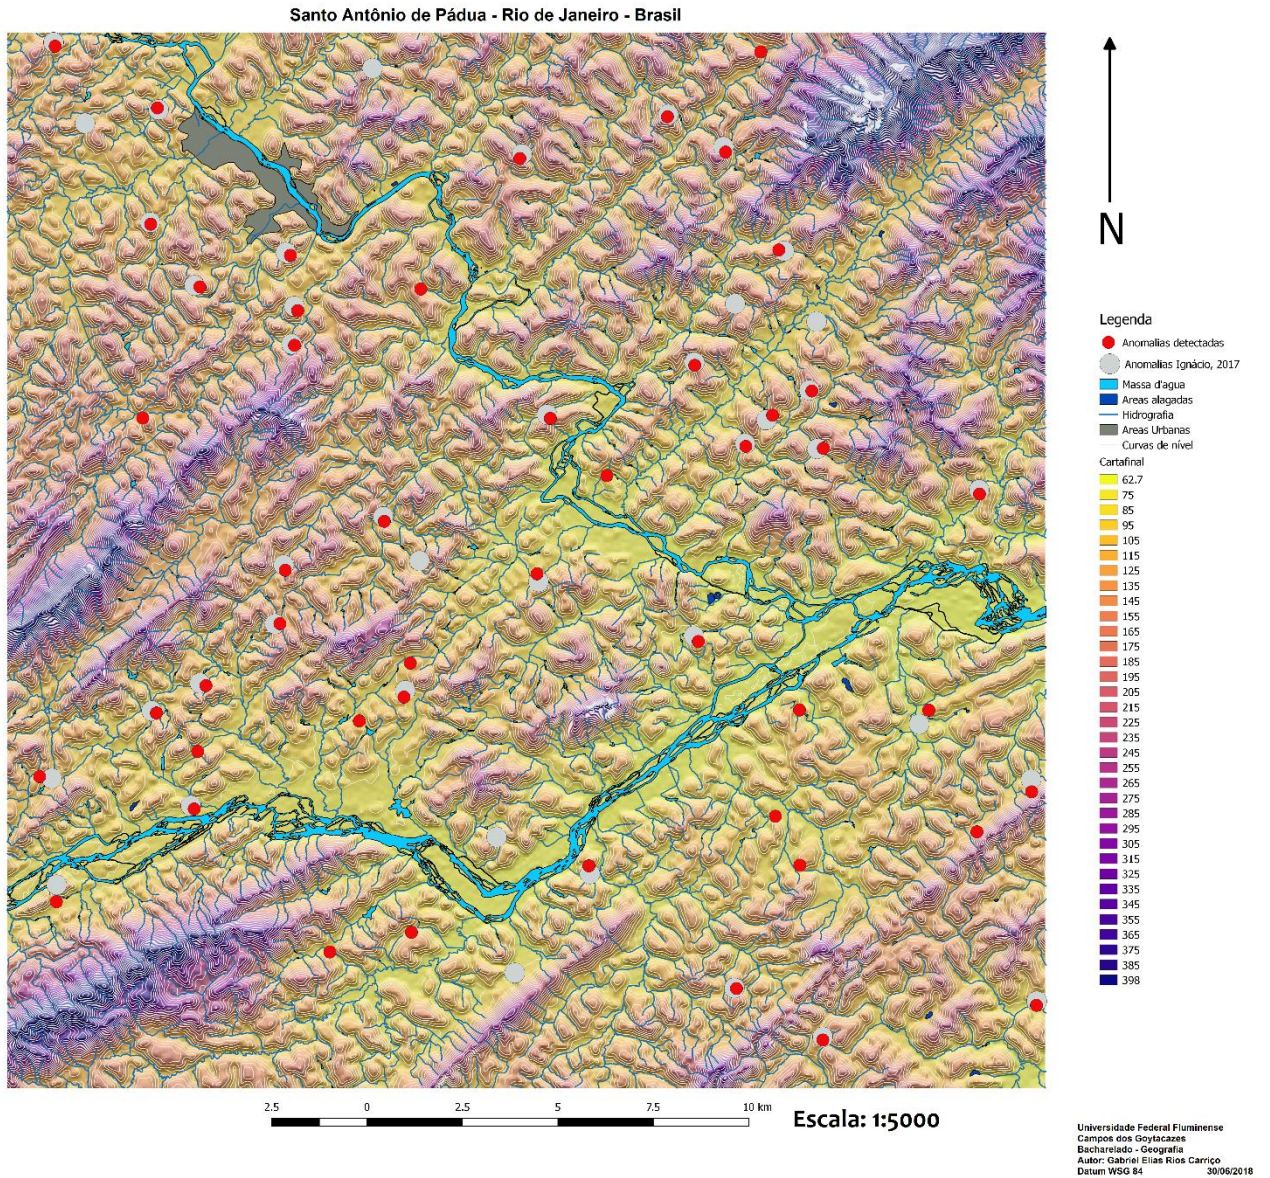 Santo Antônio de Pádua - Rio de Janeiro - Brasil
N
Legenda
Anomalias detectadas
Anomalias Ignácio, 2017
Massa d'agua
Areas alagadas
Hidrografia
Areas Urbanas
Curvas de nível
Cartafinal
62.7
75
85
95
105
115
125
135
145
155
165
175
185
195
205
215
225
235
245
255
265
275
285
295
305
315
325
335
345
355
365
375
385
398
2.5 0 2.5 5 7.5 10 km
Escala: 1:5000
Universidade Federal Fluminense
Campos dos Goytacazes
Bacharelado - Geografia
Autor: Gabriel Elias Rios Carriço
Datum WSG 84 30/06/2018